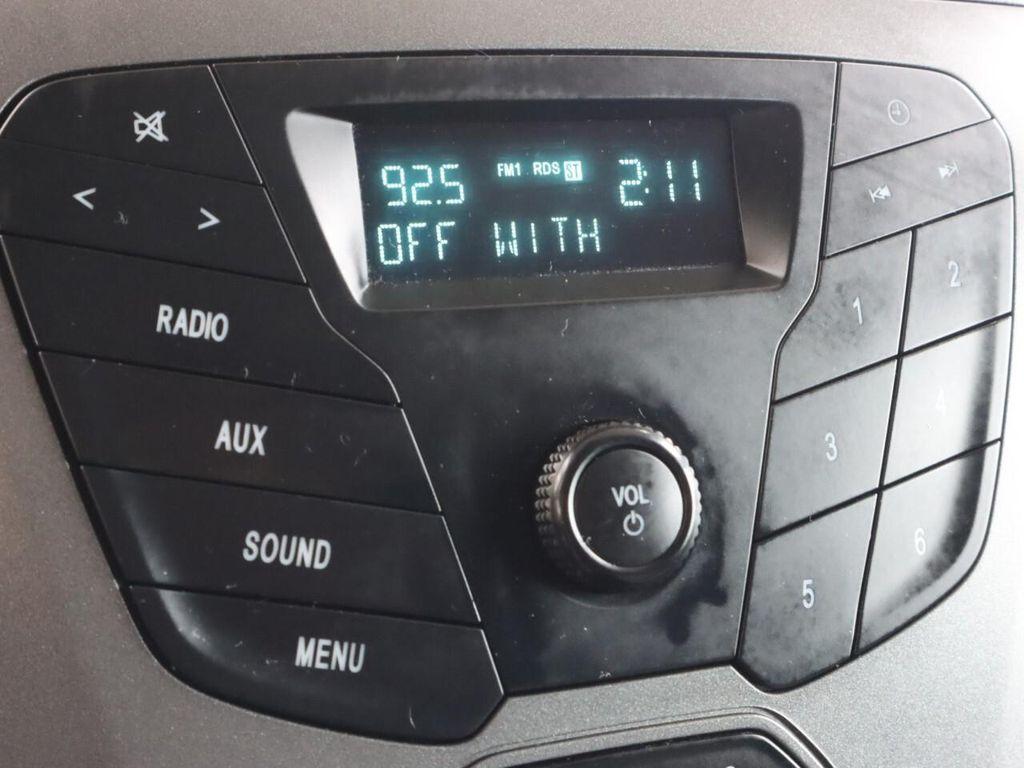 92.5 FM1 RDS ST 2:11
OFF WITH
RADIO
AUX
SOUND
MENU
VOL
1
2
3
4
5
6